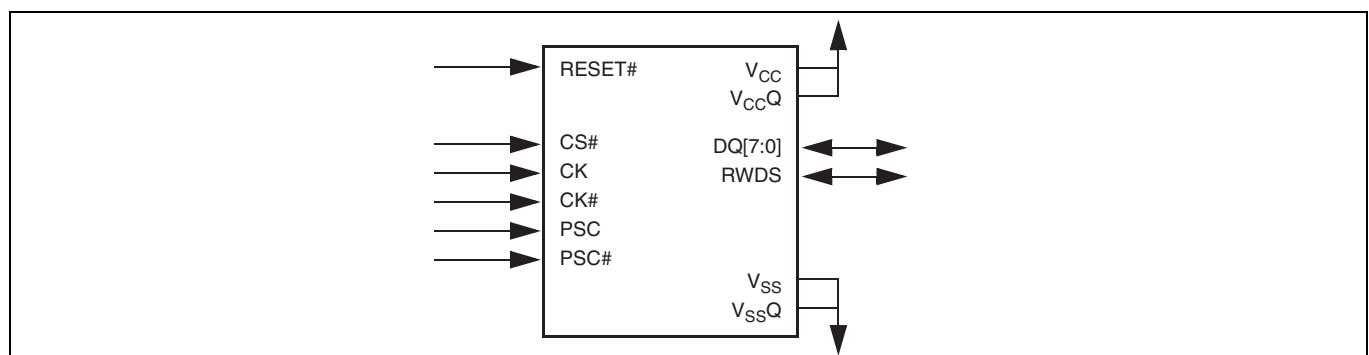 RESET#
CS#
CK
CK#
PSC
PSC#
VCC
VCCQ
DQ[7:0]
RWDS
VSS
VSSQ